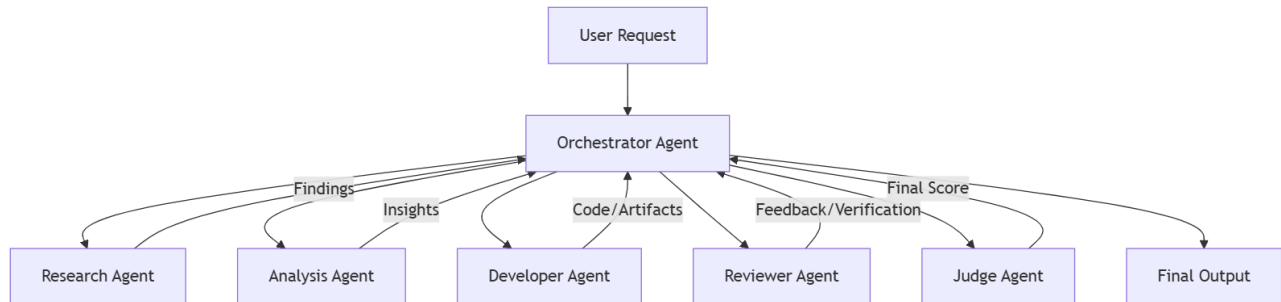 User Request
Orchestrator Agent
Findings
Final Score
Insights
Code/Artifacts
Feedback/Verification
Research Agent
Analysis Agent
Developer Agent
Reviewer Agent
Judge Agent
Final Output